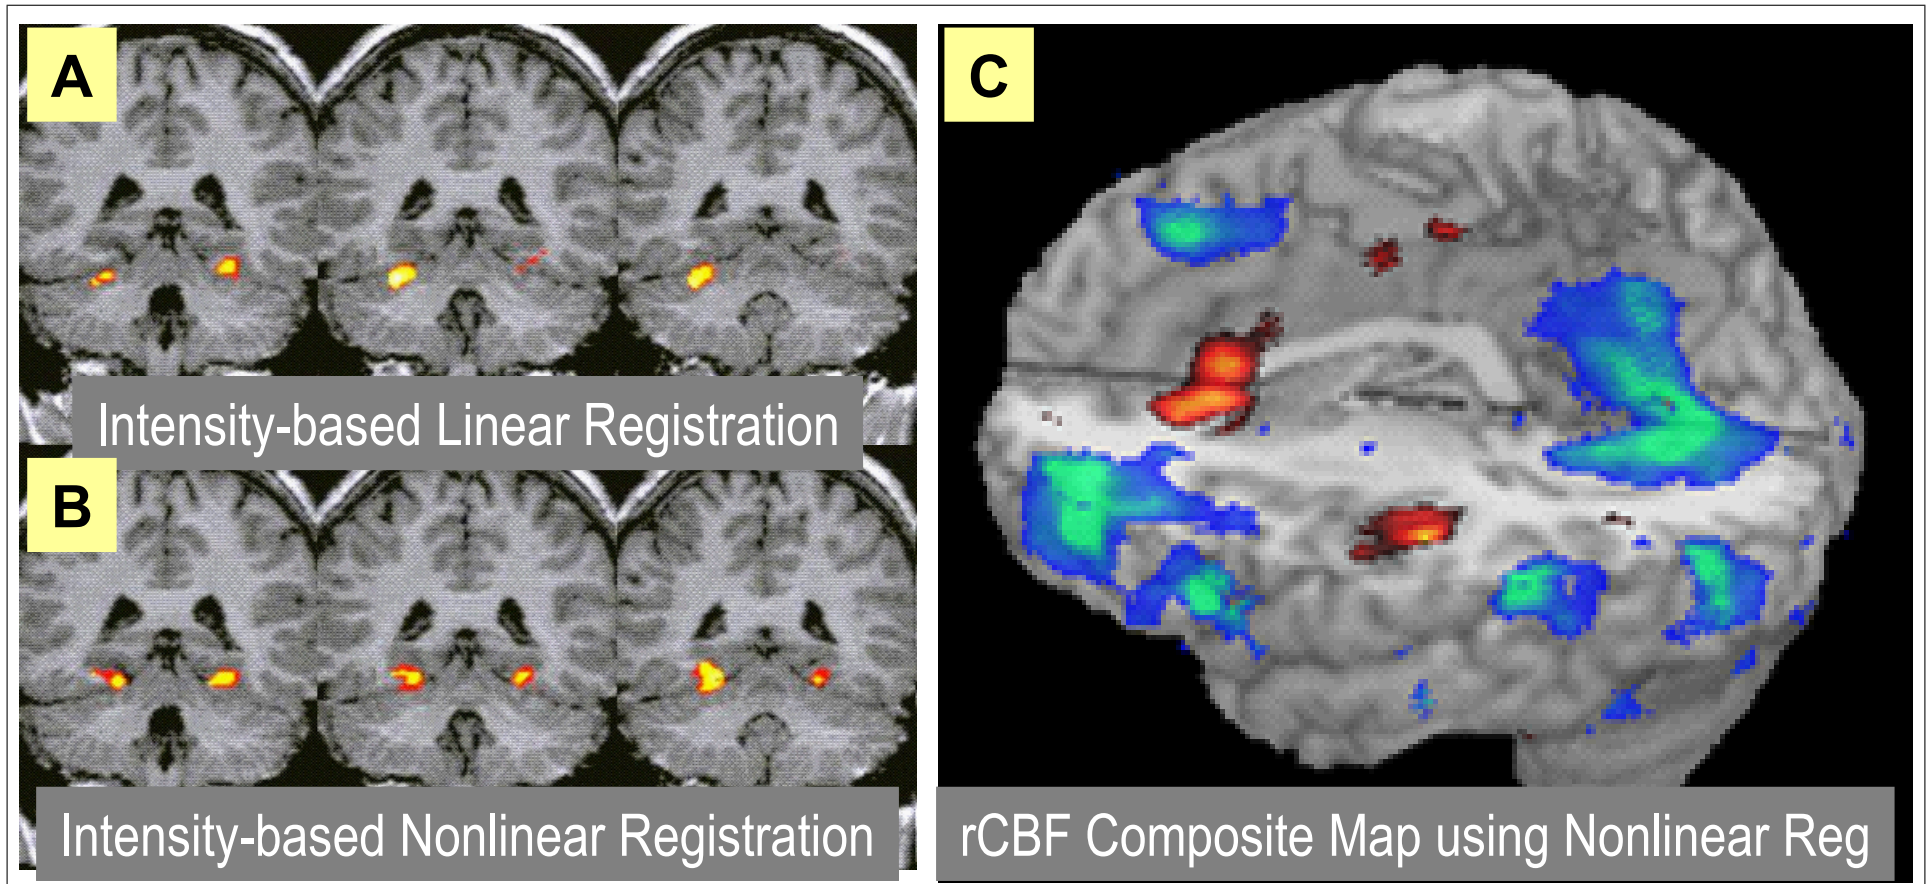 A
Intensity-based Linear Registration
B
Intensity-based Nonlinear Registration
C
rCBF Composite Map using Nonlinear Reg